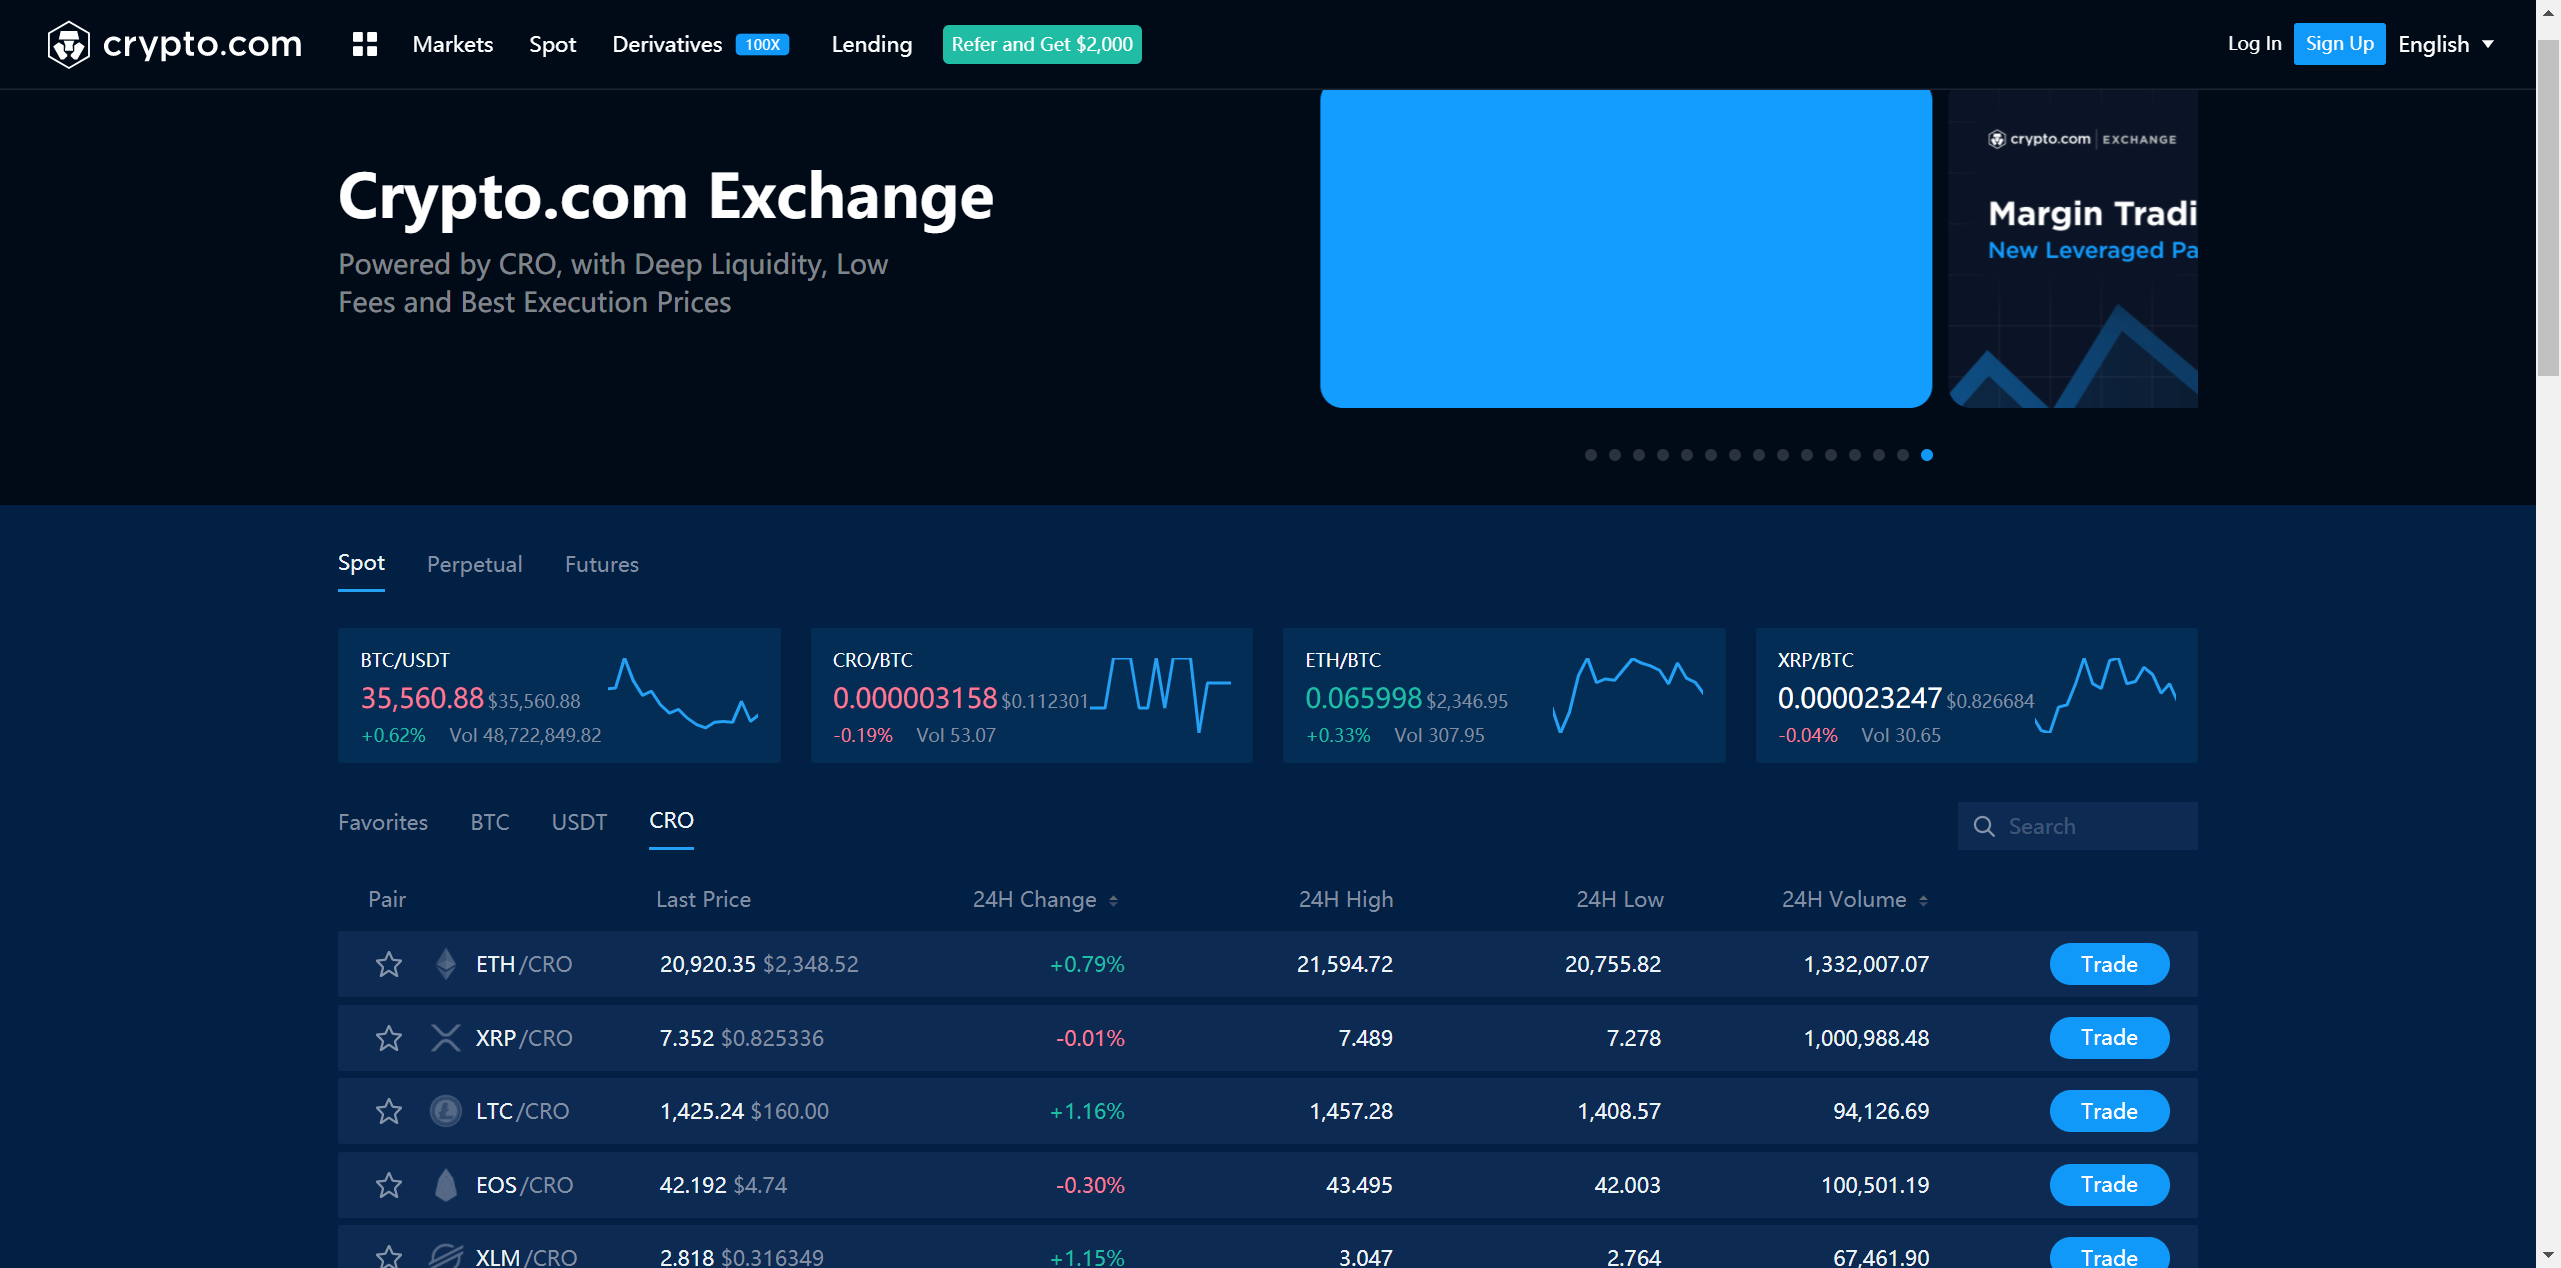 crypto.com Markets Spot Derivatives 100X Lending Refer and Get $2,000 Log In Sign Up English
crypto.com EXCHANGE
Crypto.com Exchange
Margin Tradi
New Leveraged Pa
Powered by CRO, with Deep Liquidity, Low
Fees and Best Execution Prices
Spot Perpetual Futures
BTC/USDT
35,560.88 $35,560.88
+0.62% Vol 48,722,849.82
CRO/BTC
0.000003158 $0.112301
-0.19% Vol 53.07
ETH/BTC
0.065998 $2,346.95
+0.33% Vol 307.95
XRP/BTC
0.000023247 $0.826684
-0.04% Vol 30.65
Favorites BTC USDT CRO Search
Pair Last Price 24H Change 24H High 24H Low 24H Volume
ETH/CRO 20,920.35 $2,348.52 +0.79% 21,594.72 20,755.82 1,332,007.07 Trade
XRP/CRO 7.352 $0.825336 -0.01% 7.489 7.278 1,000,988.48 Trade
LTC/CRO 1,425.24 $160.00 +1.16% 1,457.28 1,408.57 94,126.69 Trade
EOS/CRO 42.192 $4.74 -0.30% 43.495 42.003 100,501.19 Trade
XLM/CRO 2.818 $0.316349 +1.15% 3.047 2.764 67,461.90 Trade